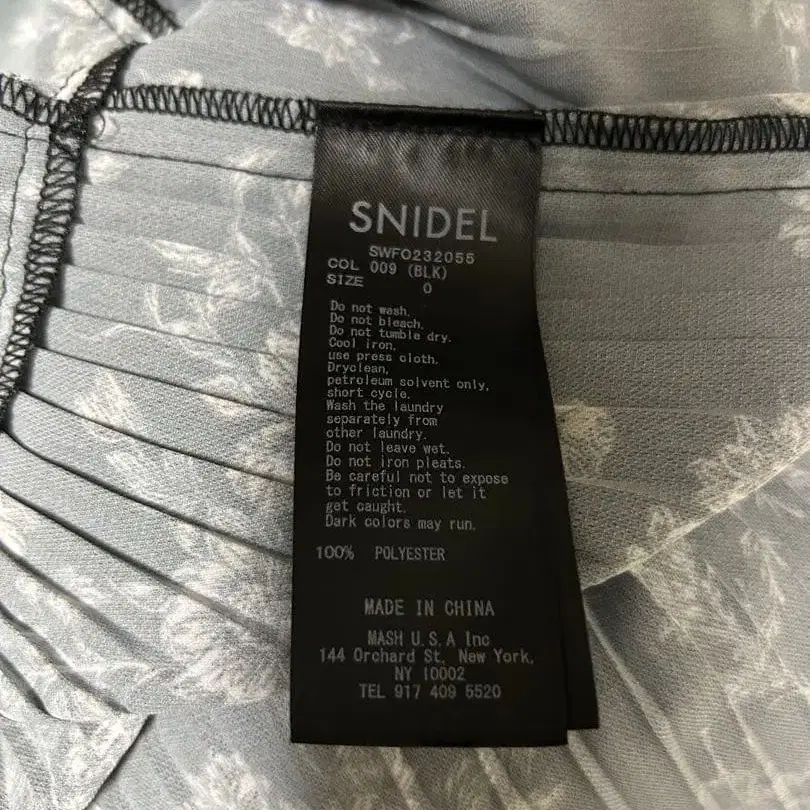 SNIDEL
SWFO232055
COL 009 (BLK)
SIZE 0
Do not wash.
Do not bleach.
Do not tumble dry.
Cool iron,
use press cloth.
Dryclean,
petroleum solvent only,
short cycle.
Wash the laundry
separately from
other laundry.
Do not leave wet.
Do not iron pleats.
Be careful not to expose
to friction or let it
get caught.
Dark colors may run.
100% POLYESTER
MADE IN CHINA
MASH U.S.A Inc
144 Orchard St, New York,
NY 10002
TEL 917 409 5520